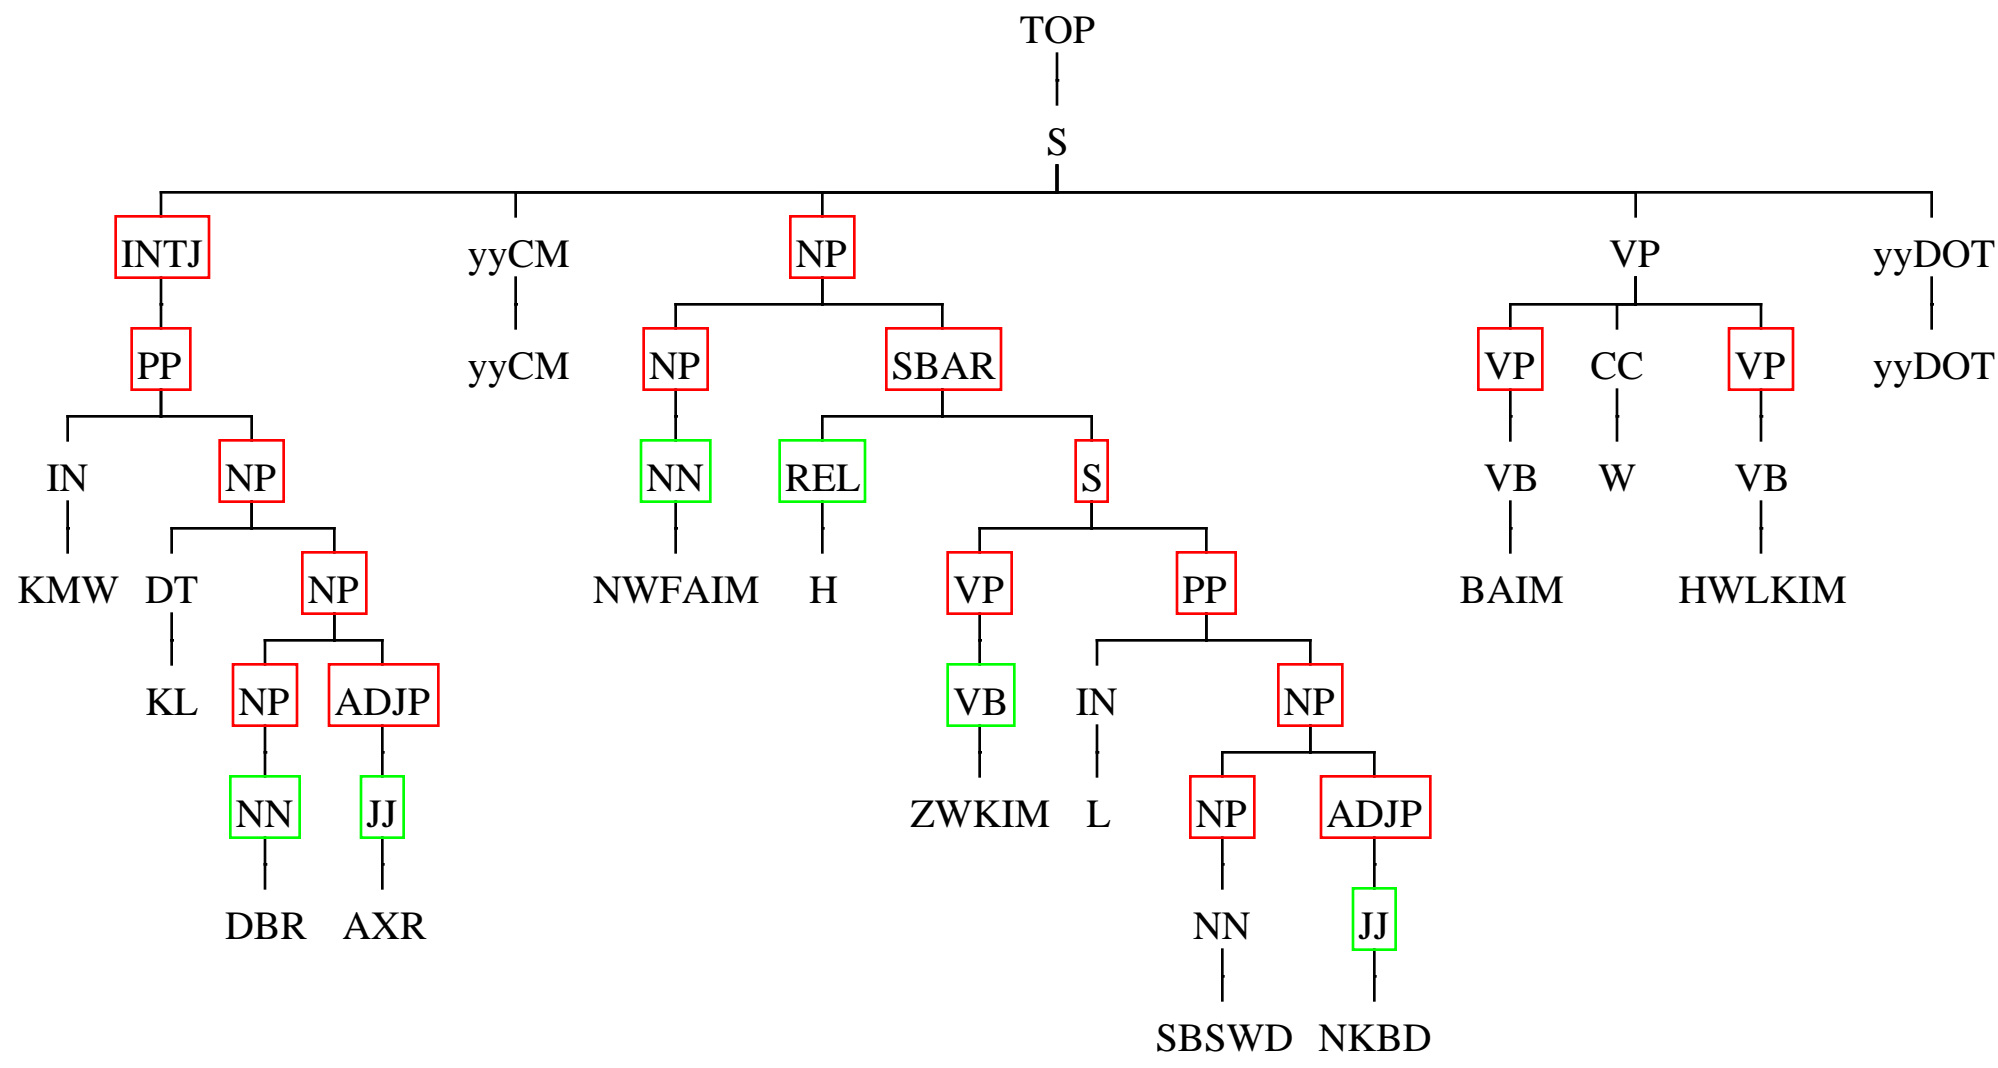 TOP
S
INTJ yyCM NP VP yyDOT
PP yyCM NP SBAR VP CC VP yyDOT
IN NP NN REL S VB W VB
KMW DT NP NWFAIM H VP PP BAIM HWLKIM
KL NP ADJP VB IN NP
NN JJ ZWKIM L NP ADJP
DBR AXR NN JJ
SBSWD NKBD